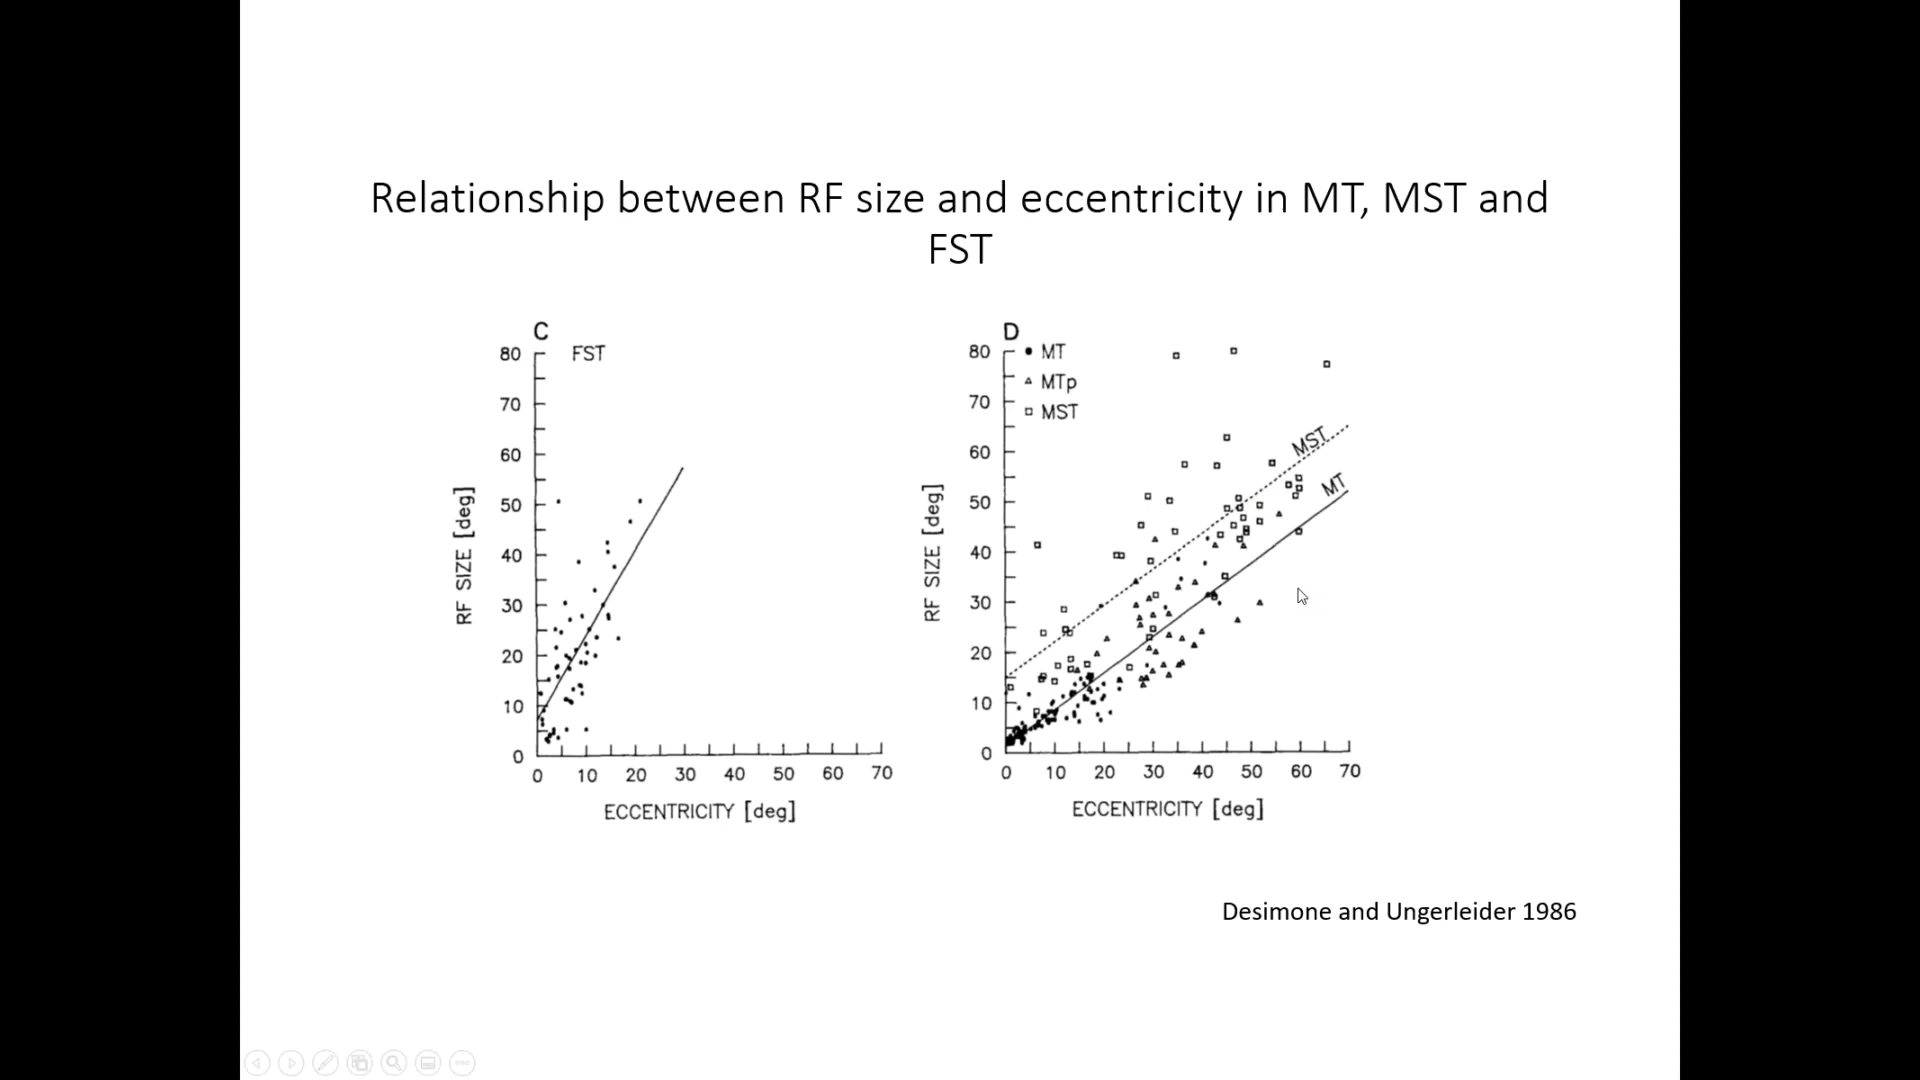 Relationship between RF size and eccentricity in MT, MST and
FST
C
FST
80
70
60
50
40
30
20
10
0
RF SIZE [deg]
0 10 20 30 40 50 60 70
ECCENTRICITY [deg]
D
MT
MTp
MST
80
70
60
50
40
30
20
10
0
RF SIZE [deg]
MST
MT
0 10 20 30 40 50 60 70
ECCENTRICITY [deg]
Desimone and Ungerleider 1986